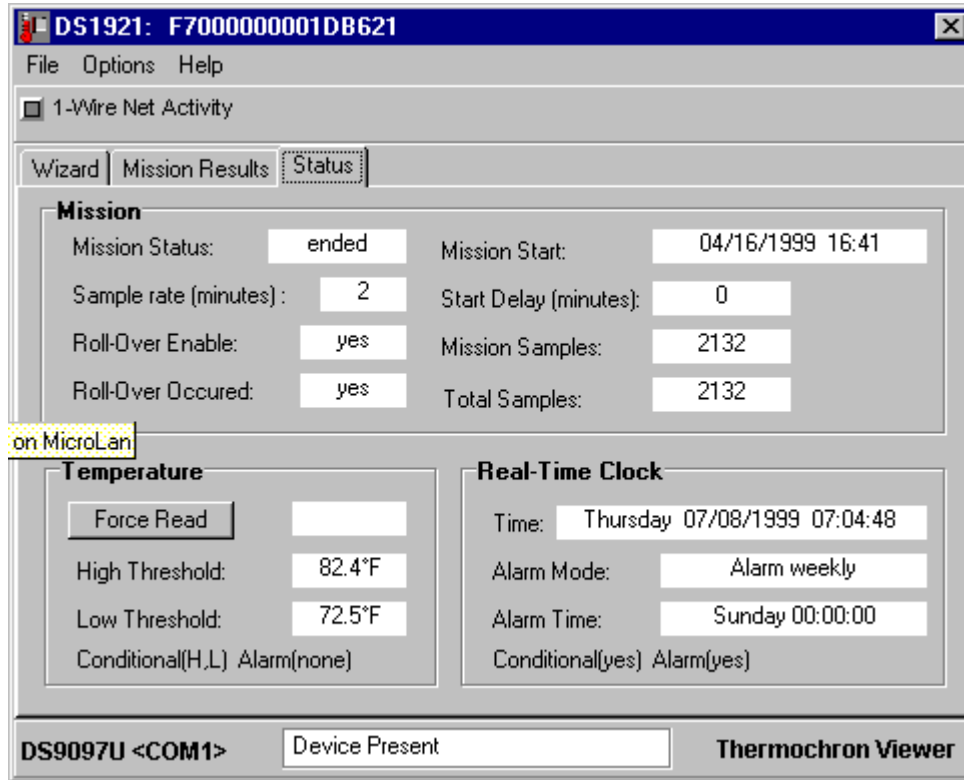 DS1921: F7000000001DB621
File Options Help
1-Wire Net Activity
Wizard Mission Results Status
Mission
Mission Status: ended Mission Start: 04/16/1999 16:41
Sample rate (minutes) : 2 Start Delay (minutes): 0
Roll-Over Enable: yes Mission Samples: 2132
Roll-Over Occured: yes Total Samples: 2132
on MicroLan
Temperature
Force Read
High Threshold: 82.4°F
Low Threshold: 72.5°F
Conditional(H,L) Alarm(none)
Real-Time Clock
Time: Thursday 07/08/1999 07:04:48
Alarm Mode: Alarm weekly
Alarm Time: Sunday 00:00:00
Conditional(yes) Alarm(yes)
DS9097U <COM1> Device Present Thermochron Viewer